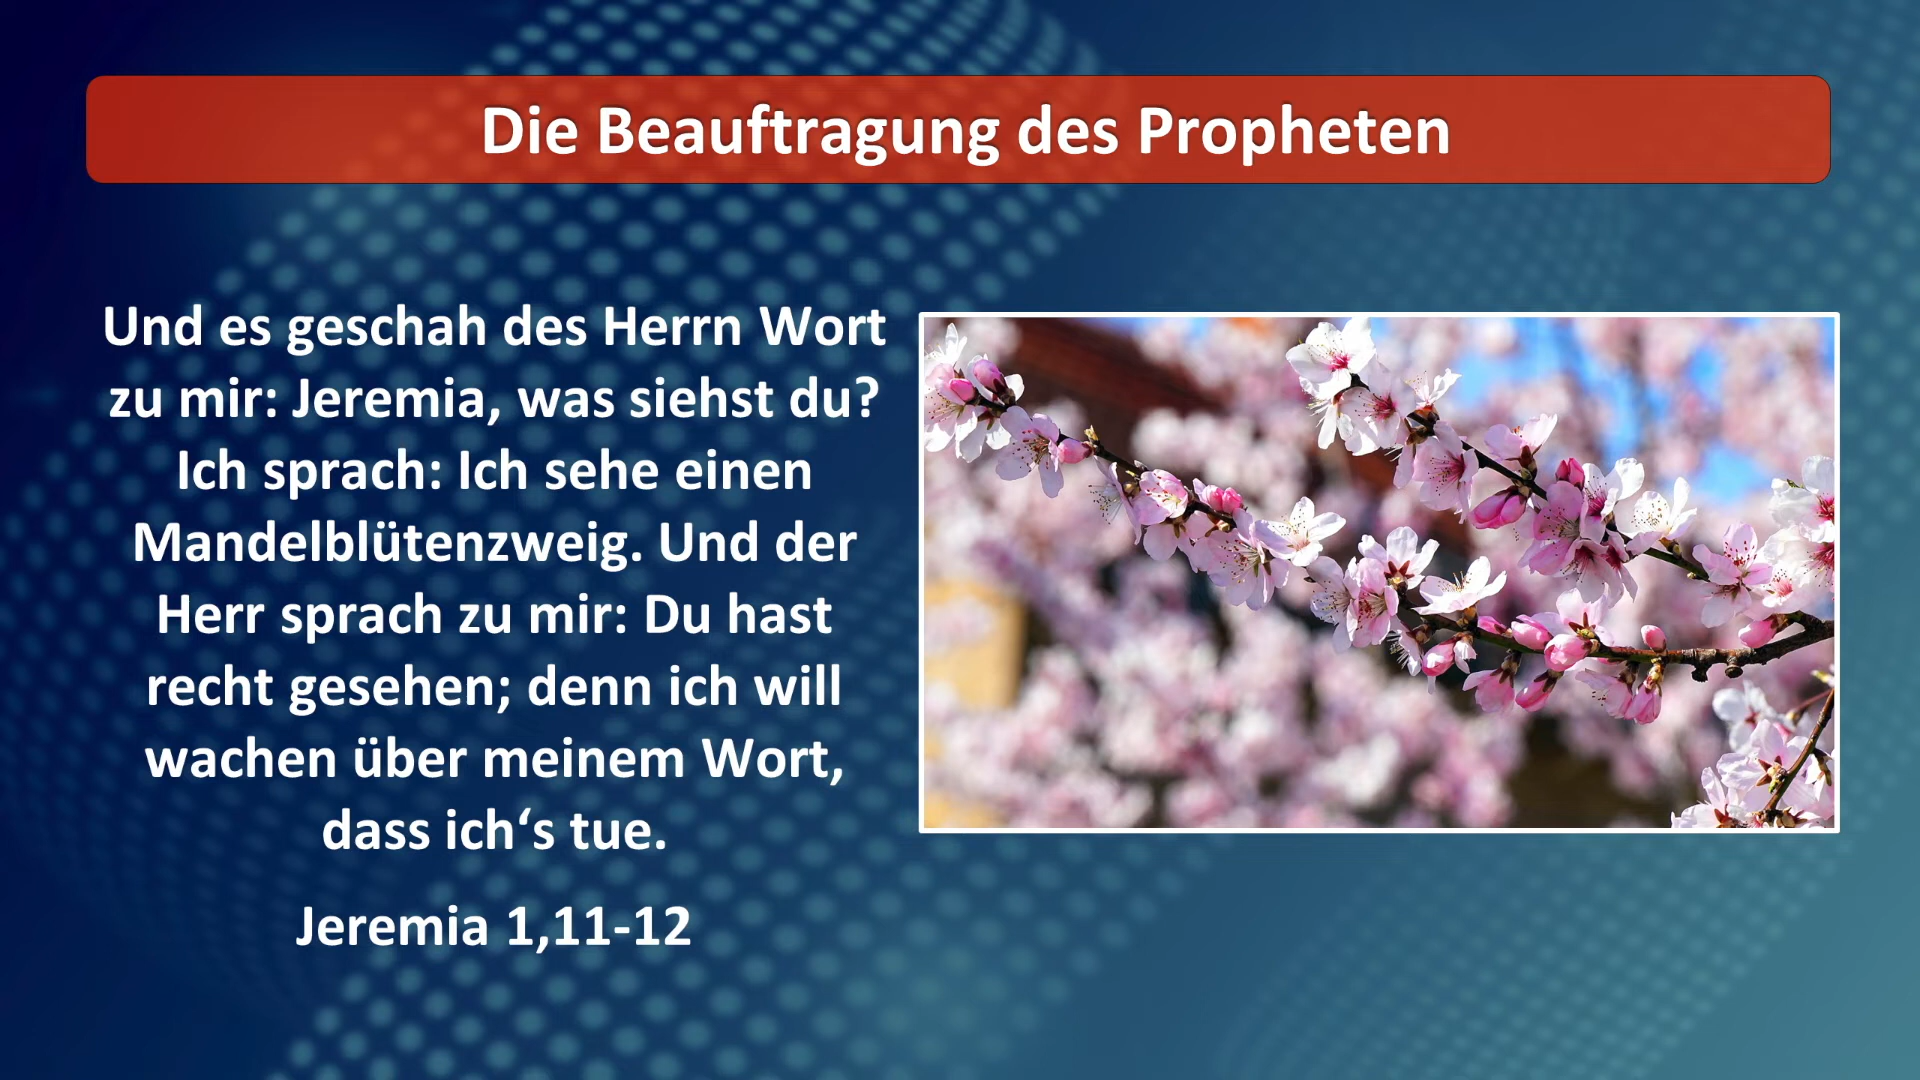 Die Beauftragung des Propheten
Und es geschah des Herrn Wort
zu mir: Jeremia, was siehst du?
Ich sprach: Ich sehe einen
Mandelblütenzweig. Und der
Herr sprach zu mir: Du hast
recht gesehen; denn ich will
wachen über meinem Wort,
dass ich‘s tue.
Jeremia 1,11-12